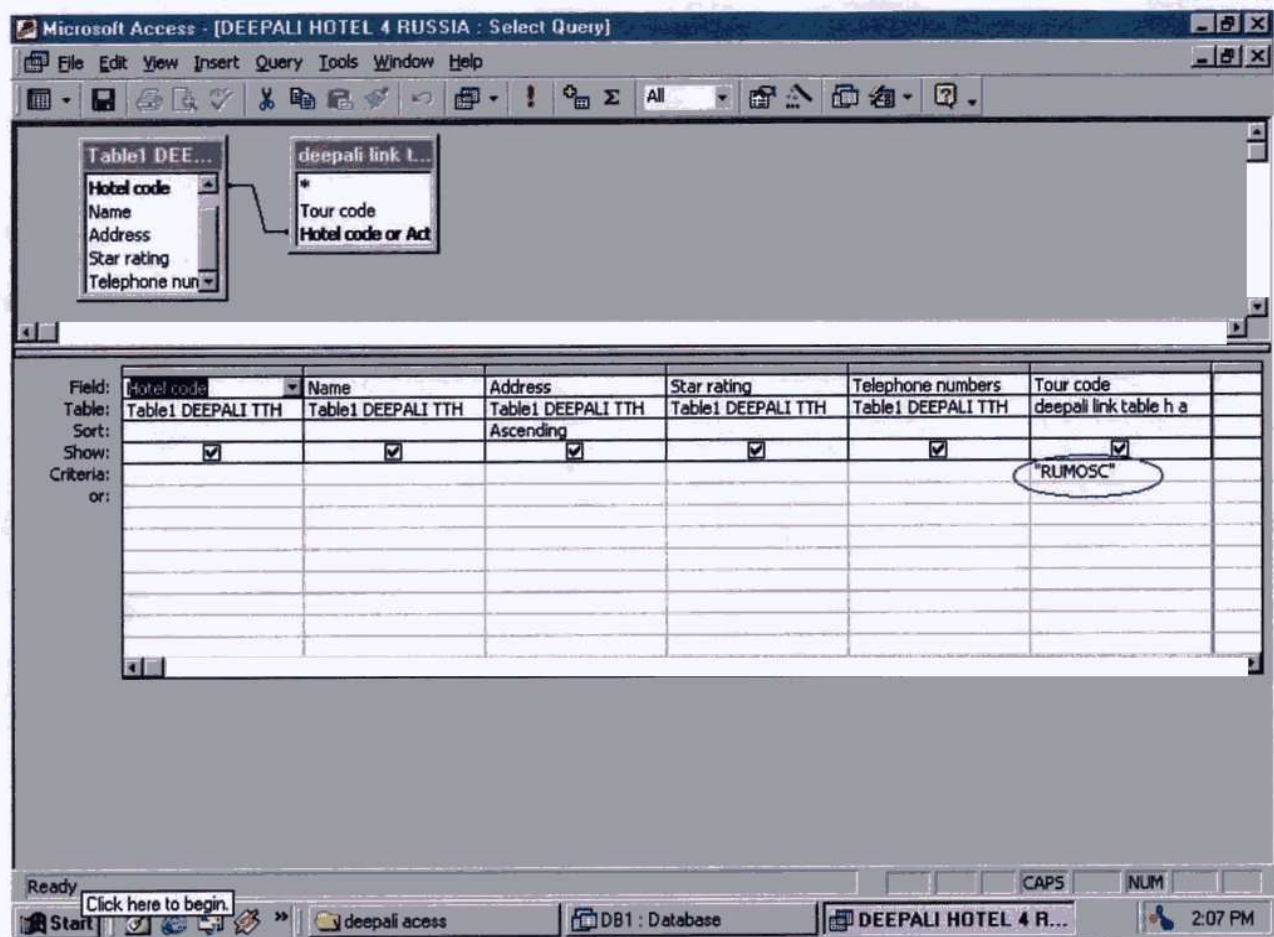 Microsoft Access - [DEEPALI HOTEL 4 RUSSIA : Select Query]
File Edit View Insert Query Tools Window Help
All
Table1 DEE... deepali link t...
Hotel code *
Name Tour code
Address Hotel code or Act
Star rating
Telephone nun
Field: Hotel code Name Address Star rating Telephone numbers Tour code
Table: Table1 DEEPALI TTH Table1 DEEPALI TTH Table1 DEEPALI TTH Table1 DEEPALI TTH Table1 DEEPALI TTH deepali link table h a
Sort: Ascending
Show:
Criteria: "RUMOSC"
or:
Ready CAPS NUM
Click here to begin.
Start » deepali acess DB1 : Database DEEPALI HOTEL 4 R... 2:07 PM